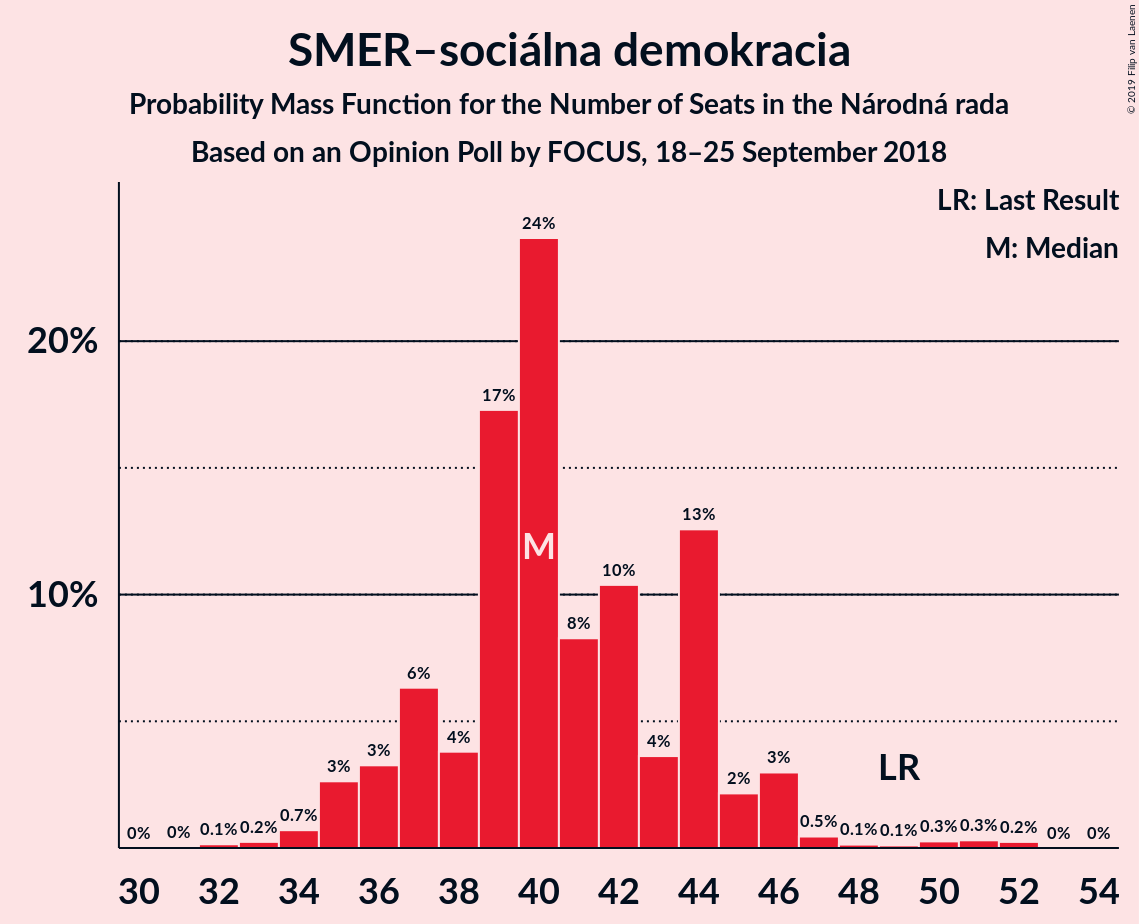 SMER–sociálna demokracia
Probability Mass Function for the Number of Seats in the Národná rada
Based on an Opinion Poll by FOCUS, 18–25 September 2018
© 2019 Filip van Laenen
LR: Last Result
M: Median
20%
10%
0% 0% 0.1% 0.2% 0.7% 3% 3% 6% 4% 17% 24% 8% 10% 4% 13% 2% 3% 0.5% 0.1% 0.1% 0.3% 0.3% 0.2% 0% 0%
M
LR
30 32 34 36 38 40 42 44 46 48 50 52 54